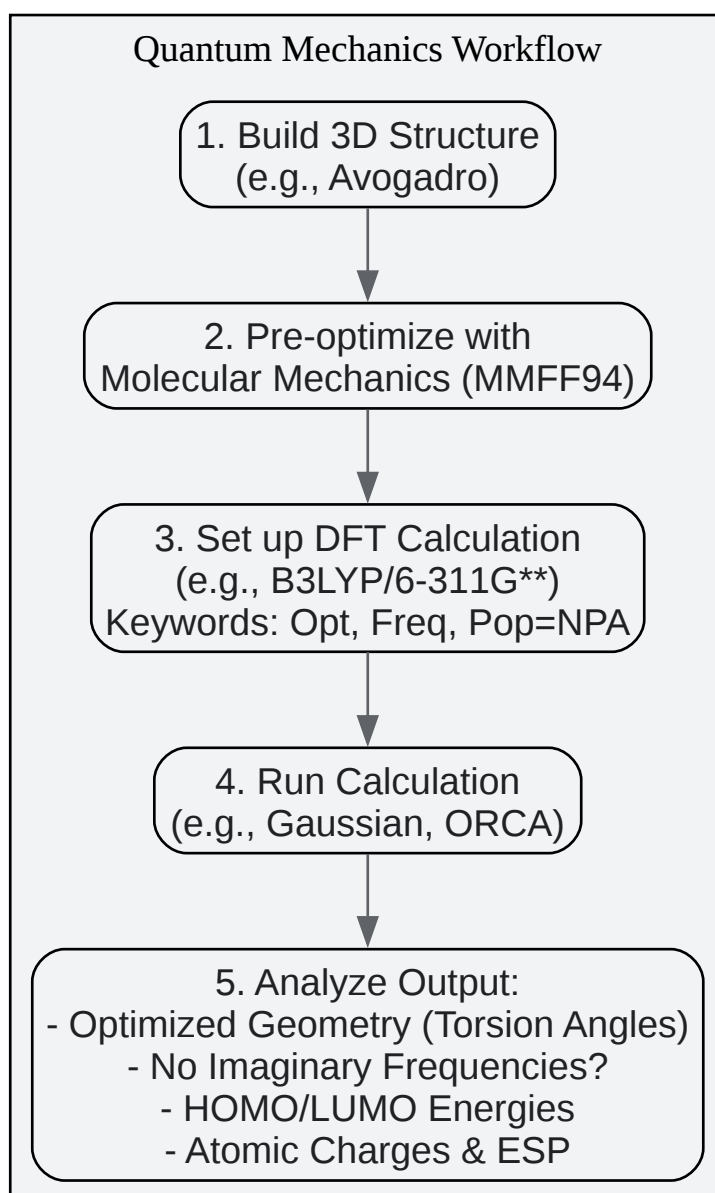 Quantum Mechanics Workflow
1. Build 3D Structure
(e.g., Avogadro)
2. Pre-optimize with
Molecular Mechanics (MMFF94)
3. Set up DFT Calculation
(e.g., B3LYP/6-311G**)
Keywords: Opt, Freq, Pop=NPA
4. Run Calculation
(e.g., Gaussian, ORCA)
5. Analyze Output:
- Optimized Geometry (Torsion Angles)
- No Imaginary Frequencies?
- HOMO/LUMO Energies
- Atomic Charges & ESP